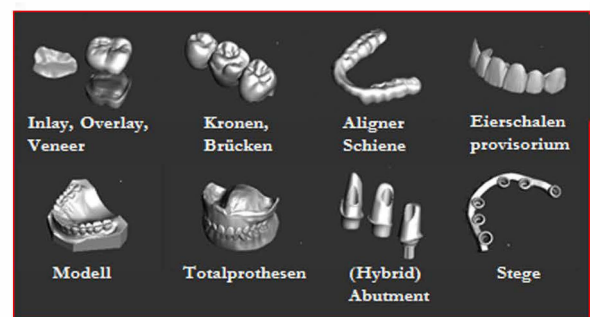 Inlay, Overlay,
Veneer
Kronen,
Brücken
Aligner
Schiene
Eierschalen
provisorium
Modell
Totalprothesen
(Hybrid)
Abutment
Stege